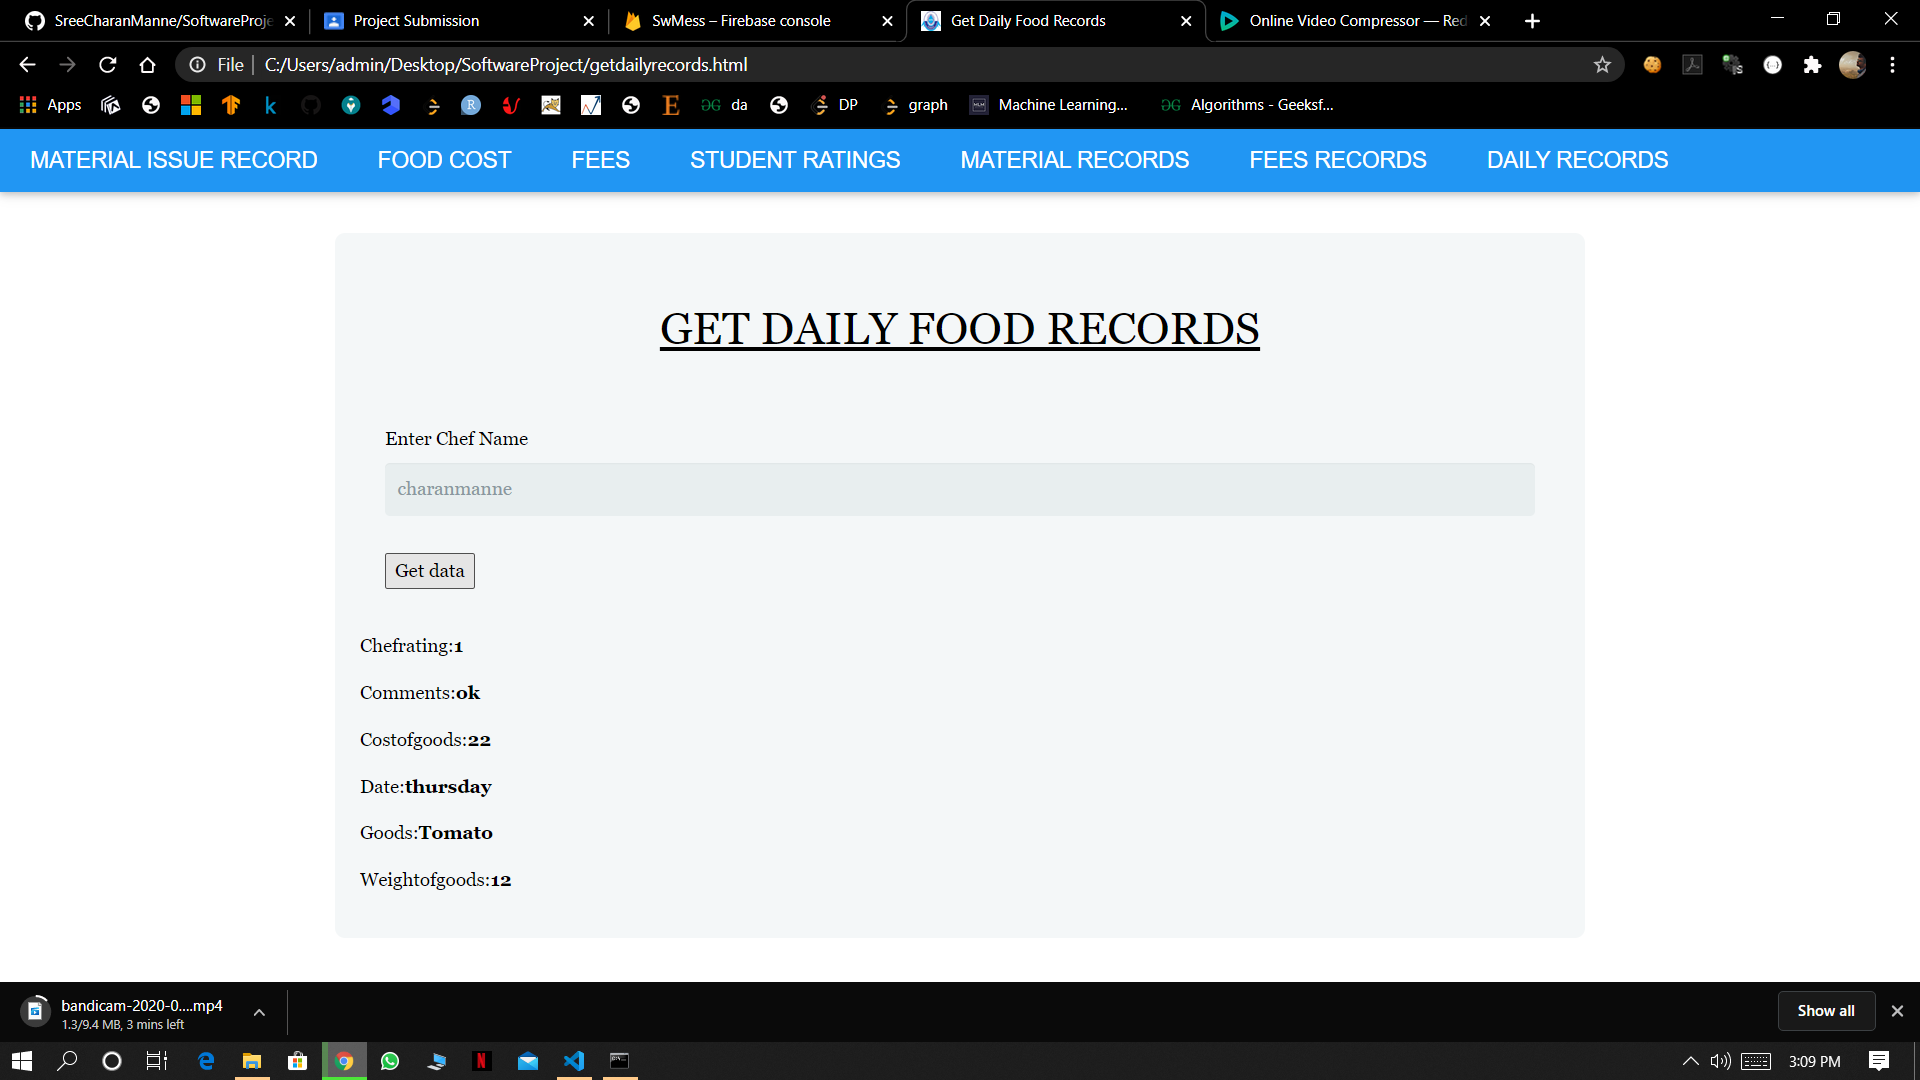 SreeCharanManne/SoftwareProje
Project Submission
SwMess – Firebase console
Get Daily Food Records
Online Video Compressor — Red
File
C:/Users/admin/Desktop/SoftwareProject/getdailyrecords.html
Apps
da
DP
graph
Machine Learning...
Algorithms - Geeksf...
MATERIAL ISSUE RECORD
FOOD COST
FEES
STUDENT RATINGS
MATERIAL RECORDS
FEES RECORDS
DAILY RECORDS
GET DAILY FOOD RECORDS
Enter Chef Name
charanmanne
Get data
Chefrating:1
Comments:ok
Costofgoods:22
Date:thursday
Goods:Tomato
Weightofgoods:12
bandicam-2020-0....mp4
1.3/9.4 MB, 3 mins left
Show all
3:09 PM